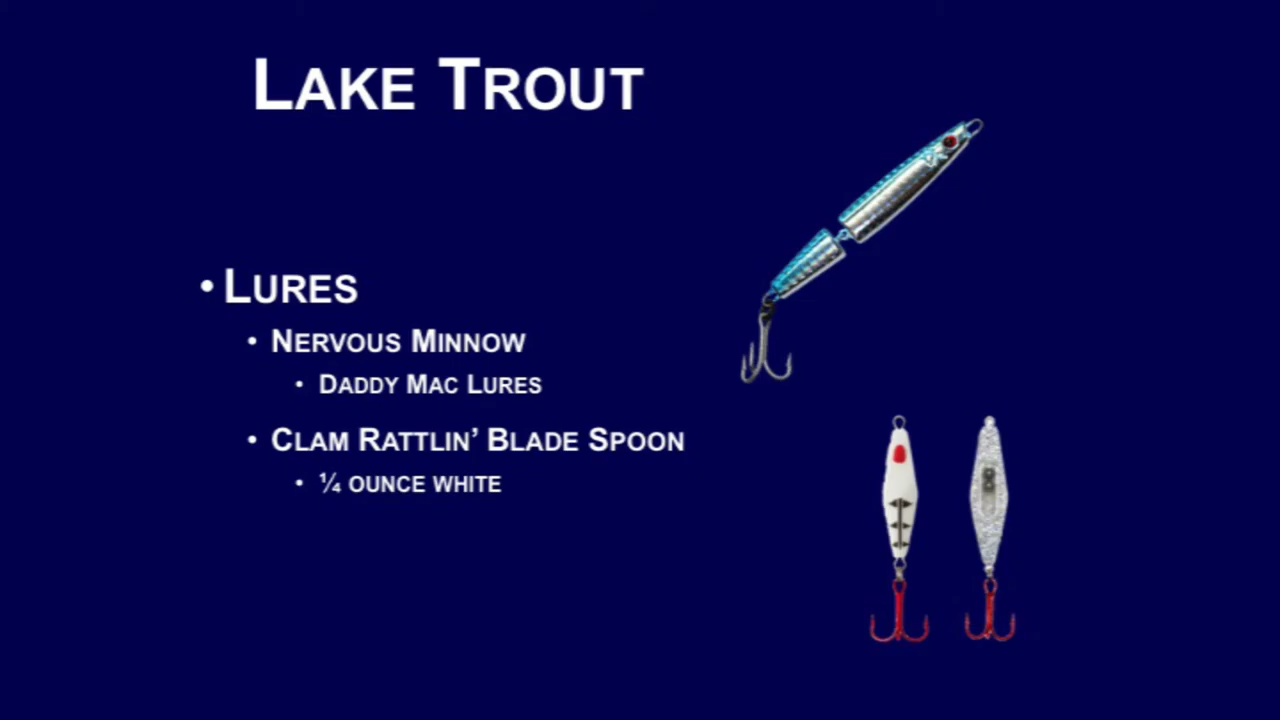 LAKE TROUT
• LURES
• NERVOUS MINNOW
• DADDY MAC LURES
• CLAM RATTLIN’ BLADE SPOON
• ¼ OUNCE WHITE